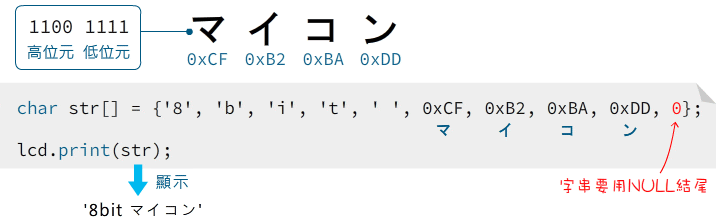 1100 1111
高位元 低位元
マイコン
0xCF 0xB2 0xBA 0xDD
char str[] = {'8', 'b', 'i', 't', ' ', 0xCF, 0xB2, 0xBA, 0xDD, 0};
マ イ コ ン
lcd.print(str);
字串要用NULL結尾
顯示
'8bit マイコン'